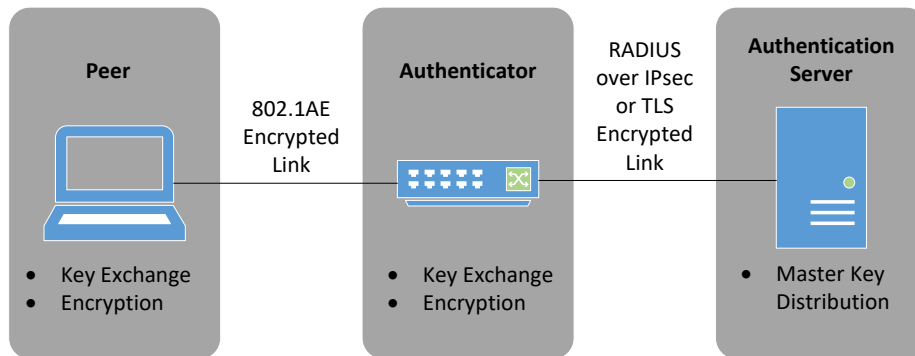 Peer
802.1AE
Encrypted
Link
Authenticator
RADIUS
over IPsec
or TLS
Encrypted
Link
Authentication
Server
• Key Exchange
• Encryption
• Key Exchange
• Encryption
• Master Key
Distribution